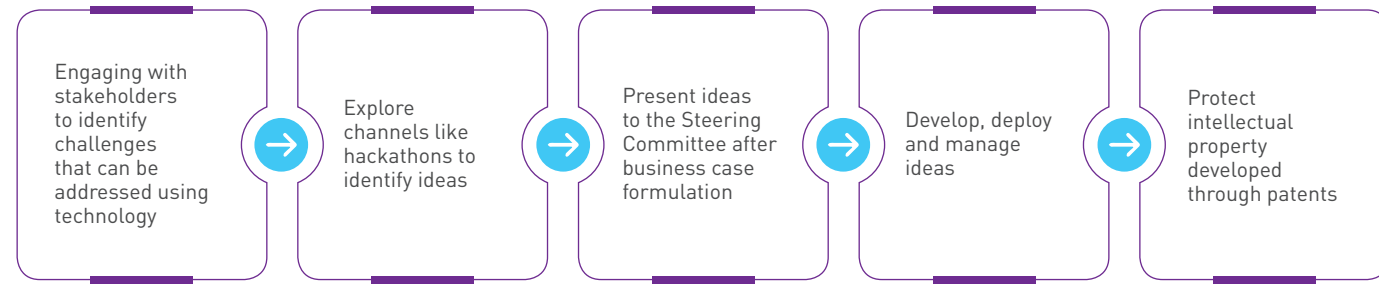 Engaging with
stakeholders
to identify
challenges
that can be
addressed using
technology
Explore
channels like
hackathons to
identify ideas
Present ideas
to the Steering
Committee after
business case
formulation
Develop, deploy
and manage
ideas
Protect
intellectual
property
developed
through patents